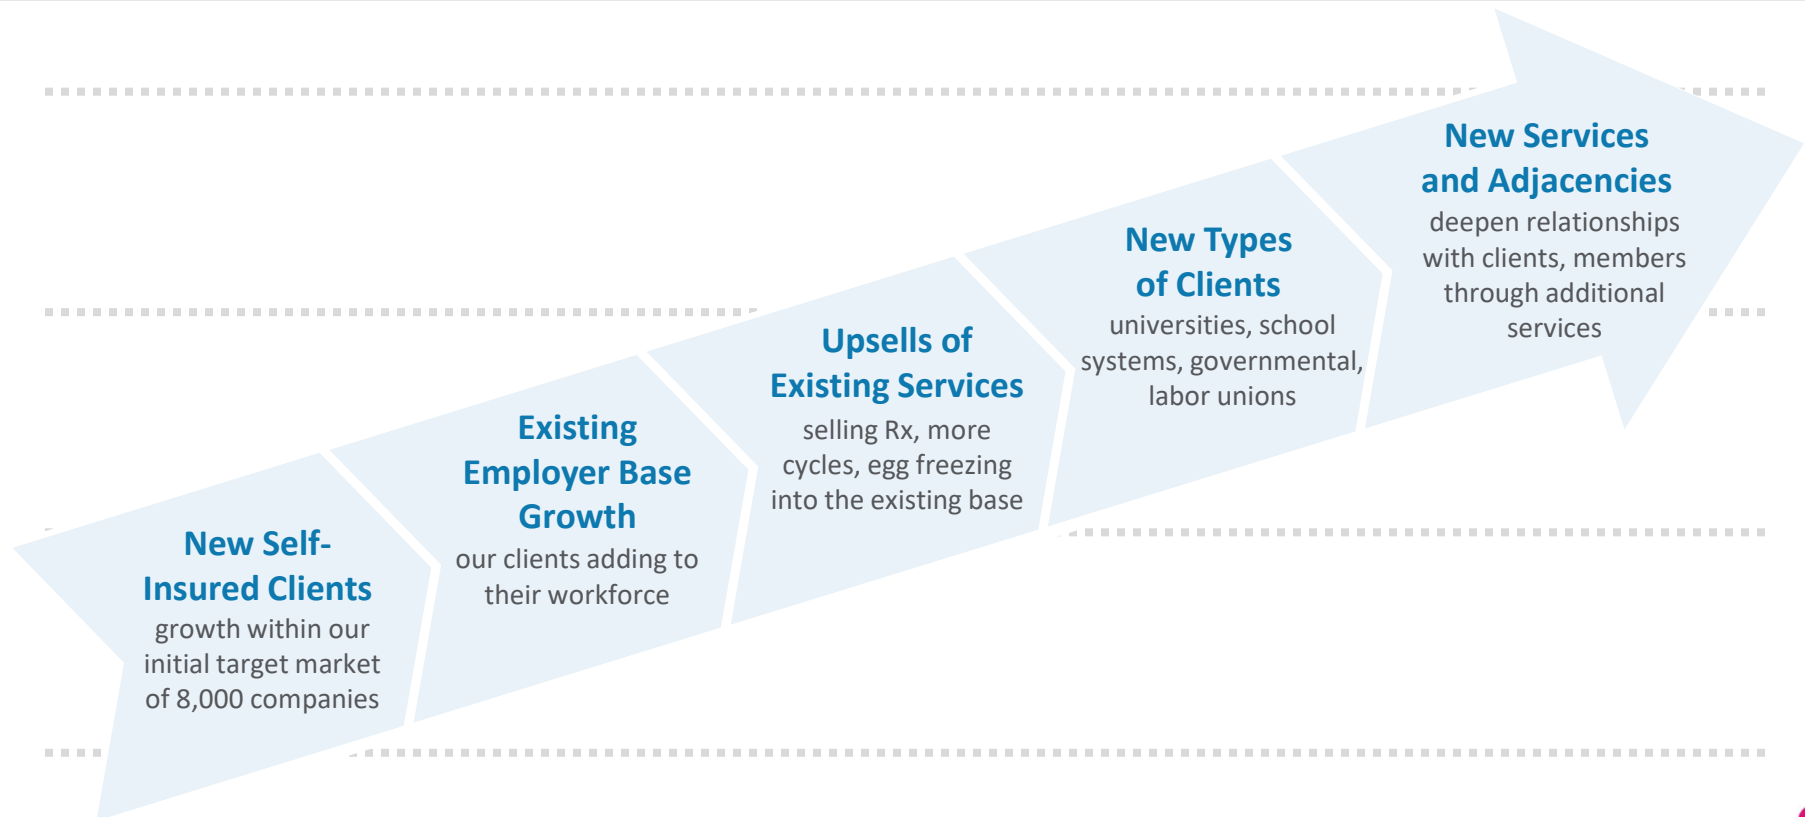 New Self-
Insured Clients
growth within our
initial target market
of 8,000 companies
Existing
Employer Base
Growth
our clients adding to
their workforce
Upsells of
Existing Services
selling Rx, more
cycles, egg freezing
into the existing base
New Types
of Clients
universities, school
systems, governmental,
labor unions
New Services
and Adjacencies
deepen relationships
with clients, members
through additional
services